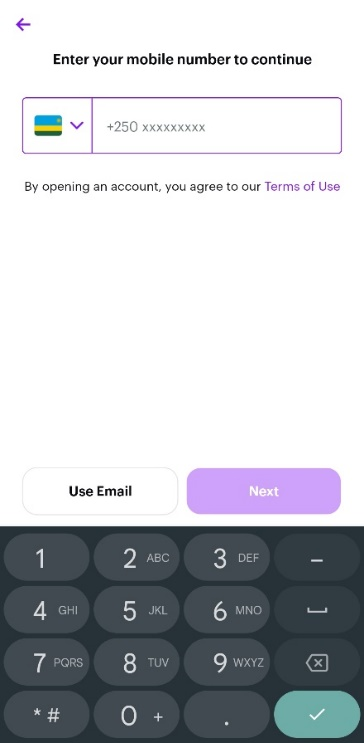 Enter your mobile number to continue
+250 xxxxxxxxx
By opening an account, you agree to our Terms of Use
Use Email
Next
1
2 ABC
3 DEF
–
4 GHI
5 JKL
6 MNO
7 PQRS
8 TUV
9 WXYZ
* #
0 +
.